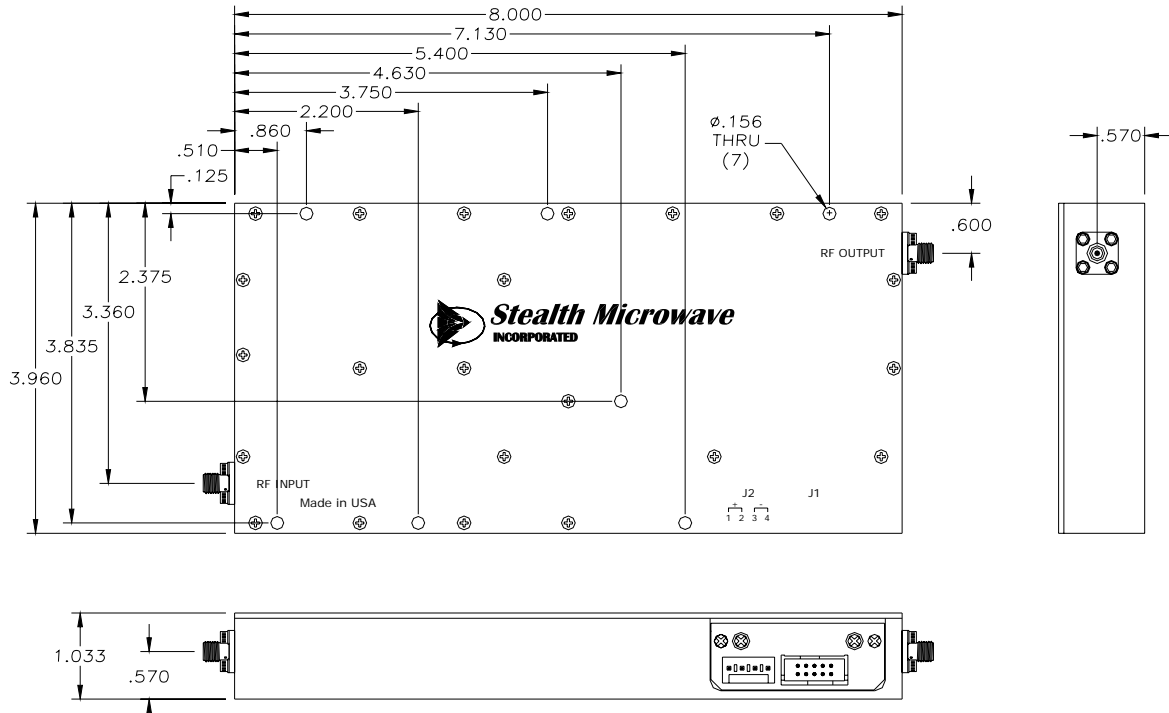 8.000
7.130
5.400
4.630
3.750
2.200
.860
.510
.125
ø.156
THRU
(7)
.570
.600
RF OUTPUT
2.375
3.360
3.835
3.960
Stealth Microwave
INCORPORATED
RF INPUT
Made in USA
J2 J1
+ -
1 2 3 4
1.033
.570